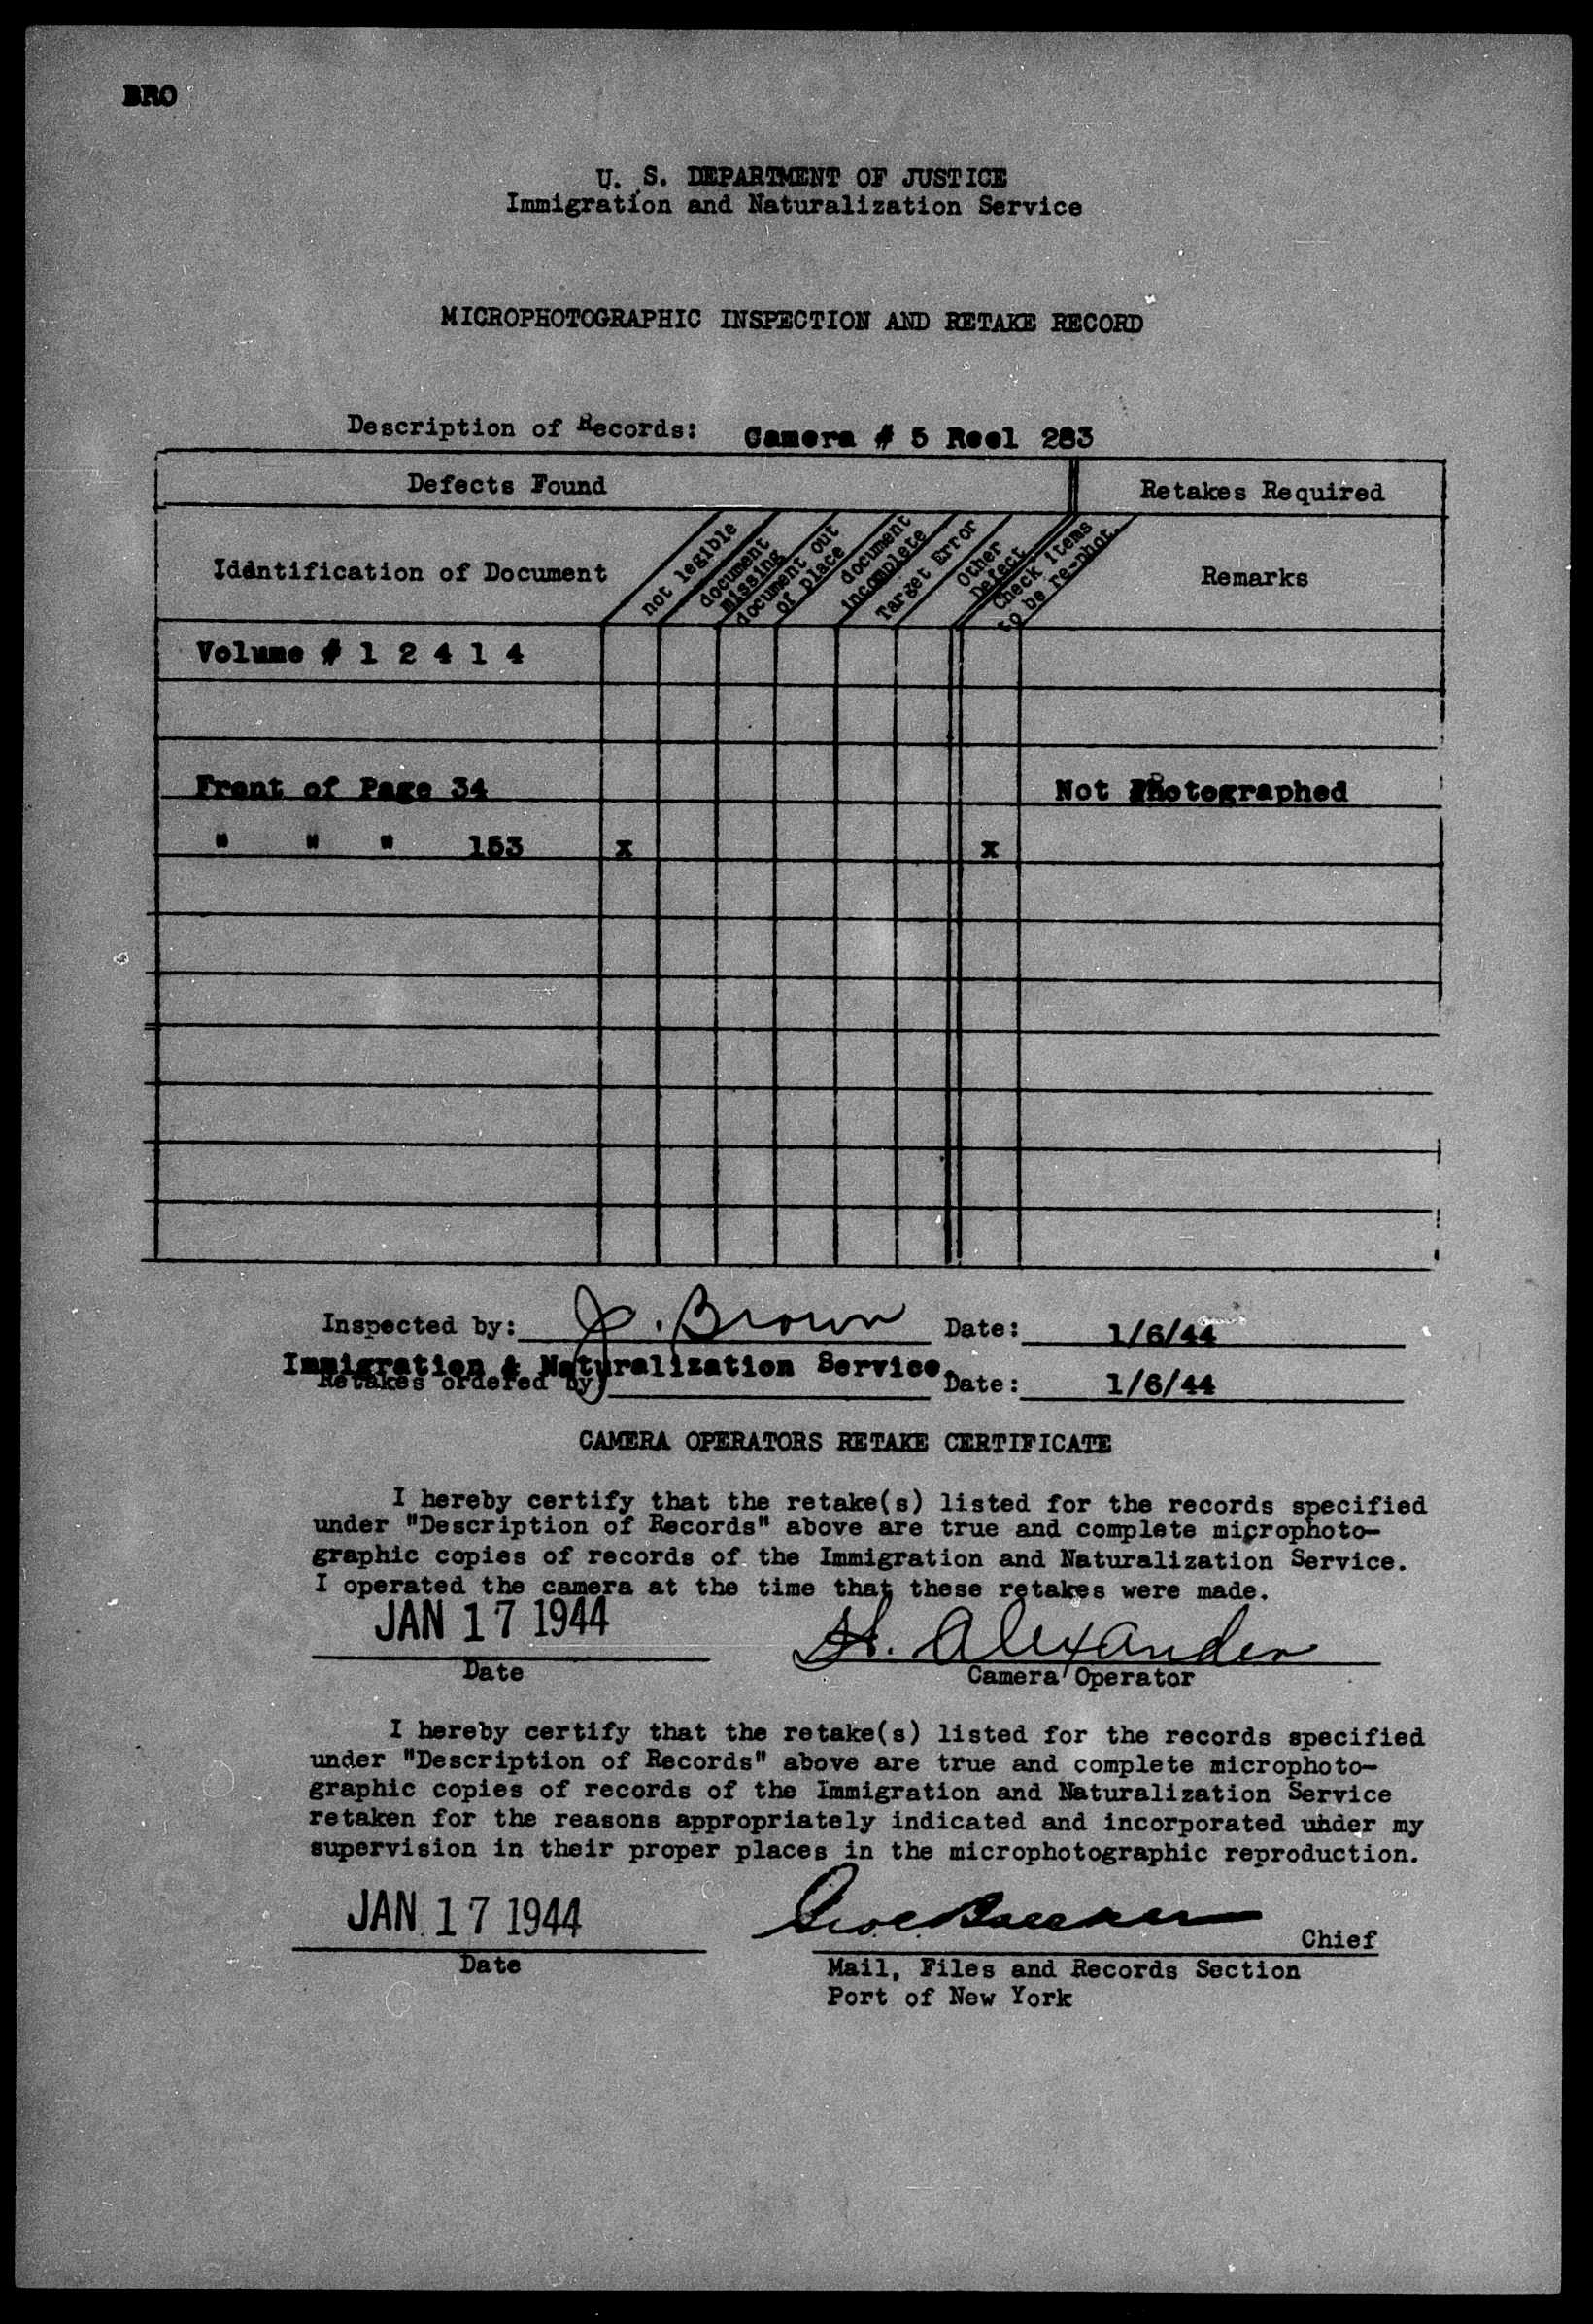 BRO
U. S. DEPARTMENT OF JUSTICE
Immigration and Naturalization Service
MICROPHOTOGRAPHIC INSPECTION AND RETAKE RECORD
Description of Records: Camera # 5 Reel 283
Defects Found
Retakes Required
Identification of Document
not legible
document
missing
document out
of place
document
incomplete
Target Error
Other
Defect
Check Items
to be re-phot.
Remarks
Volume # 1 2 4 1 4
Front of Page 34 Not Photographed
" " " 153 x x
Inspected by: J. Brown Date: 1/6/44
Immigration & Naturalization Service.
Retakes ordered by Date: 1/6/44
CAMERA OPERATORS RETAKE CERTIFICATE
I hereby certify that the retake(s) listed for the records specified
under "Description of Records" above are true and complete microphoto-
graphic copies of records of the Immigration and Naturalization Service.
I operated the camera at the time that these retakes were made.
JAN 17 1944 H. Alexander
Date Camera Operator
I hereby certify that the retake(s) listed for the records specified
under "Description of Records" above are true and complete microphoto-
graphic copies of records of the Immigration and Naturalization Service
retaken for the reasons appropriately indicated and incorporated under my
supervision in their proper places in the microphotographic reproduction.
JAN 17 1944
Chief
Date Mail, Files and Records Section
Port of New York